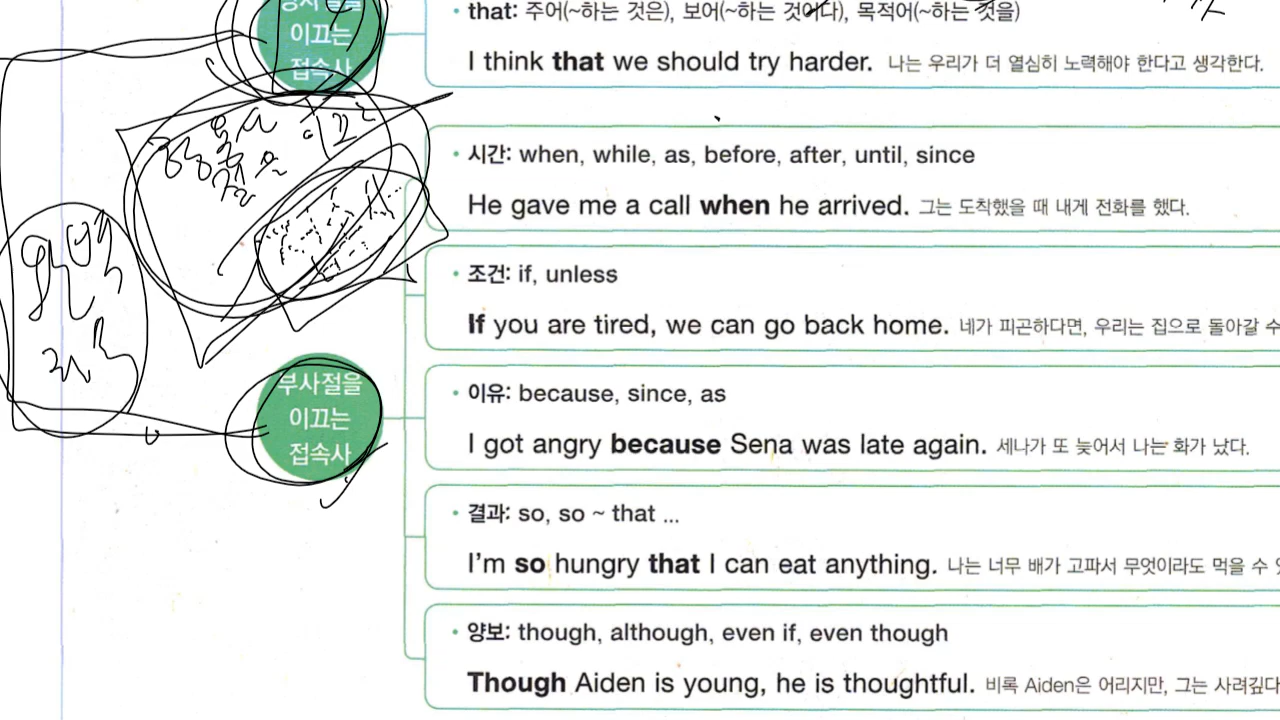 이끄는
접속사
• that: 주어(~하는 것은), 보어(~하는 것이다), 목적어(~하는 것을)
I think that we should try harder. 나는 우리가 더 열심히 노력해야 한다고 생각한다.
• 시간: when, while, as, before, after, until, since
He gave me a call when he arrived. 그는 도착했을 때 내게 전화를 했다.
• 조건: if, unless
If you are tired, we can go back home. 네가 피곤하다면, 우리는 집으로 돌아갈 수
부사절을
이끄는
접속사
• 이유: because, since, as
I got angry because Sena was late again. 세나가 또 늦어서 나는 화가 났다.
• 결과: so, so ~ that ...
I'm so hungry that I can eat anything. 나는 너무 배가 고파서 무엇이라도 먹을 수
• 양보: though, although, even if, even though
Though Aiden is young, he is thoughtful. 비록 Aiden은 어리지만, 그는 사려깊다